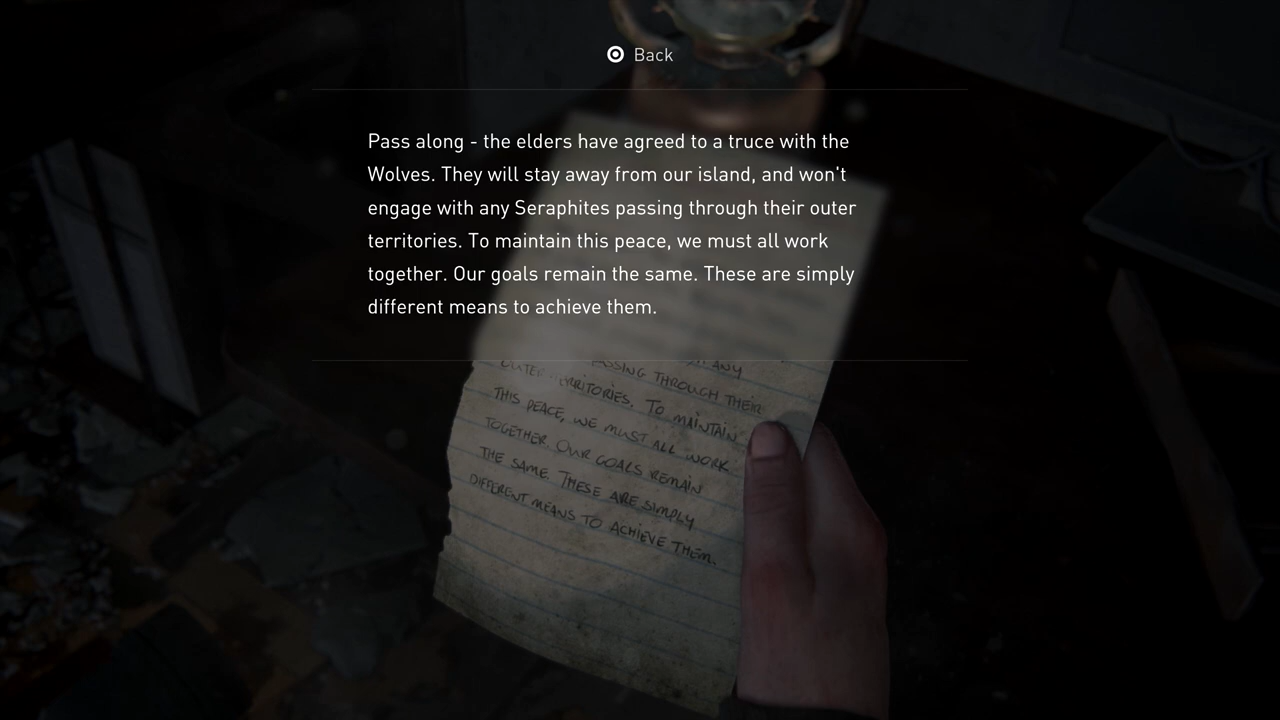 Back
Pass along - the elders have agreed to a truce with the
Wolves. They will stay away from our island, and won't
engage with any Seraphites passing through their outer
territories. To maintain this peace, we must all work
together. Our goals remain the same. These are simply
different means to achieve them.
ANY
OUTER TERRITORIES. TO MAINTAIN
PASSING THROUGH THEIR
THIS PEACE, WE MUST ALL WORK
TOGETHER. OUR GOALS REMAIN
THE SAME. THESE ARE SIMPLY
DIFFERENT MEANS TO ACHIEVE THEM.